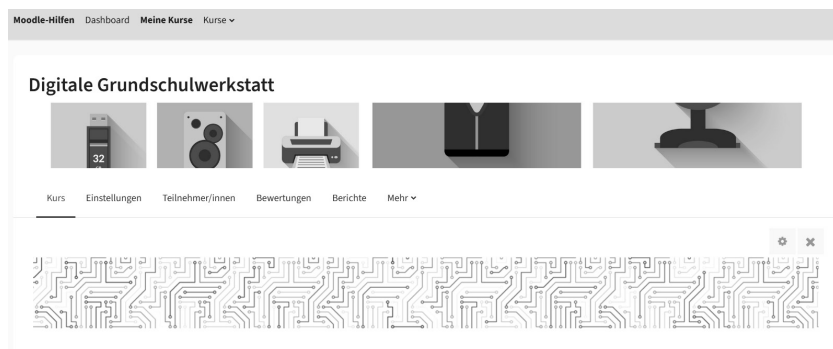 Moodle-Hilfen Dashboard Meine Kurse Kurse
Digitale Grundschulwerkstatt
32
Kurs Einstellungen Teilnehmer/innen Bewertungen Berichte Mehr